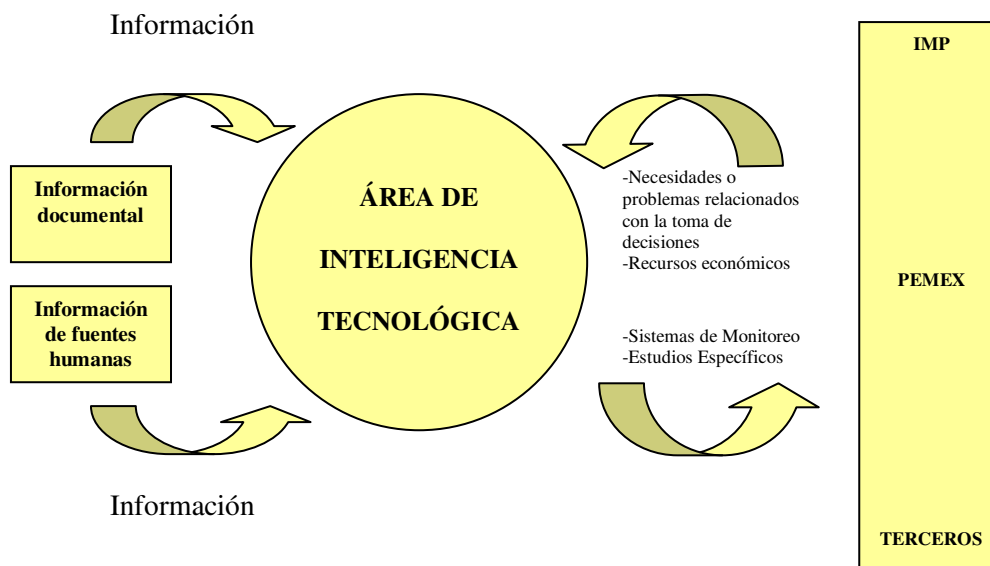 Información
Información
documental
Información
de fuentes
humanas
Información
ÁREA DE
INTELIGENCIA
TECNOLÓGICA
-Necesidades o
problemas relacionados
con la toma de
decisiones
-Recursos económicos
-Sistemas de Monitoreo
-Estudios Específicos
IMP
PEMEX
TERCEROS